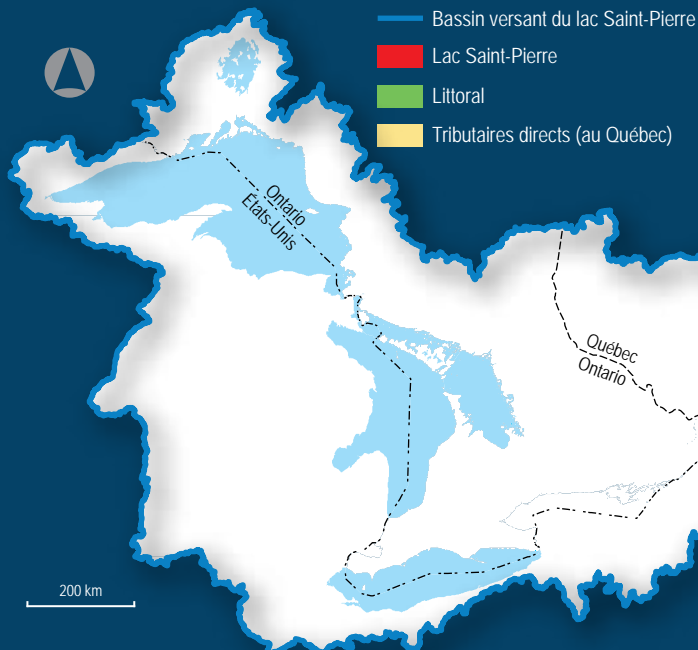 Bassin versant du lac Saint-Pierre
Lac Saint-Pierre
Littoral
Tributaires directs (au Québec)
Ontario
États-Unis
Québec
Ontario
200 km